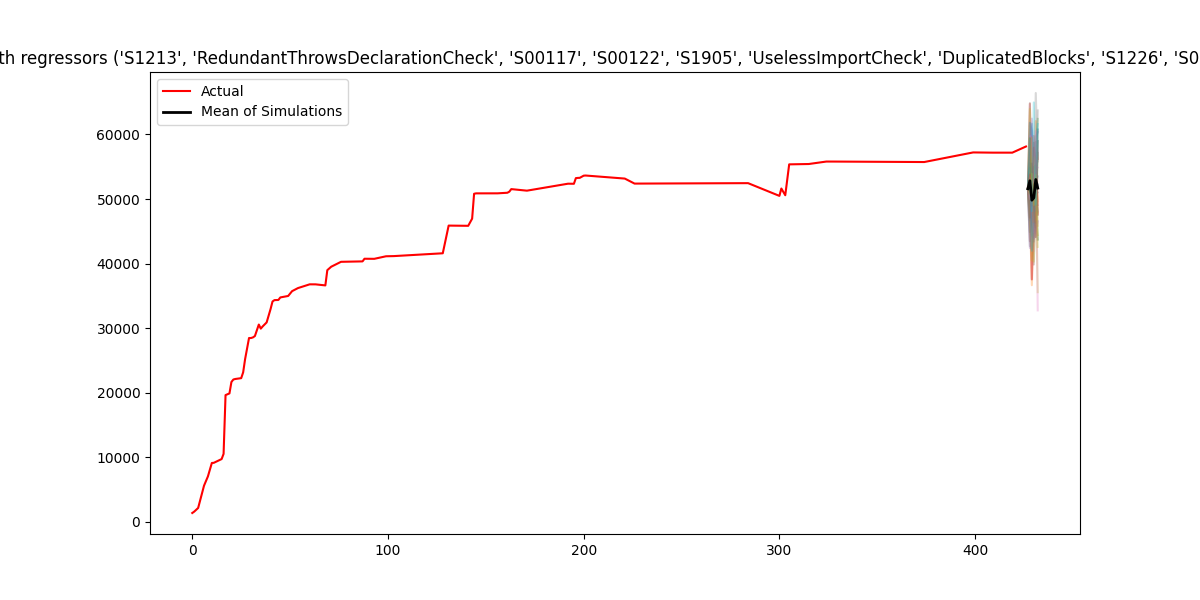 th regressors ('S1213', 'RedundantThrowsDeclarationCheck', 'S00117', 'S00122', 'S1905', 'UselessImportCheck', 'DuplicatedBlocks', 'S1226', 'S0
Actual
Mean of Simulations
60000
50000
40000
30000
20000
10000
0
0 100 200 300 400